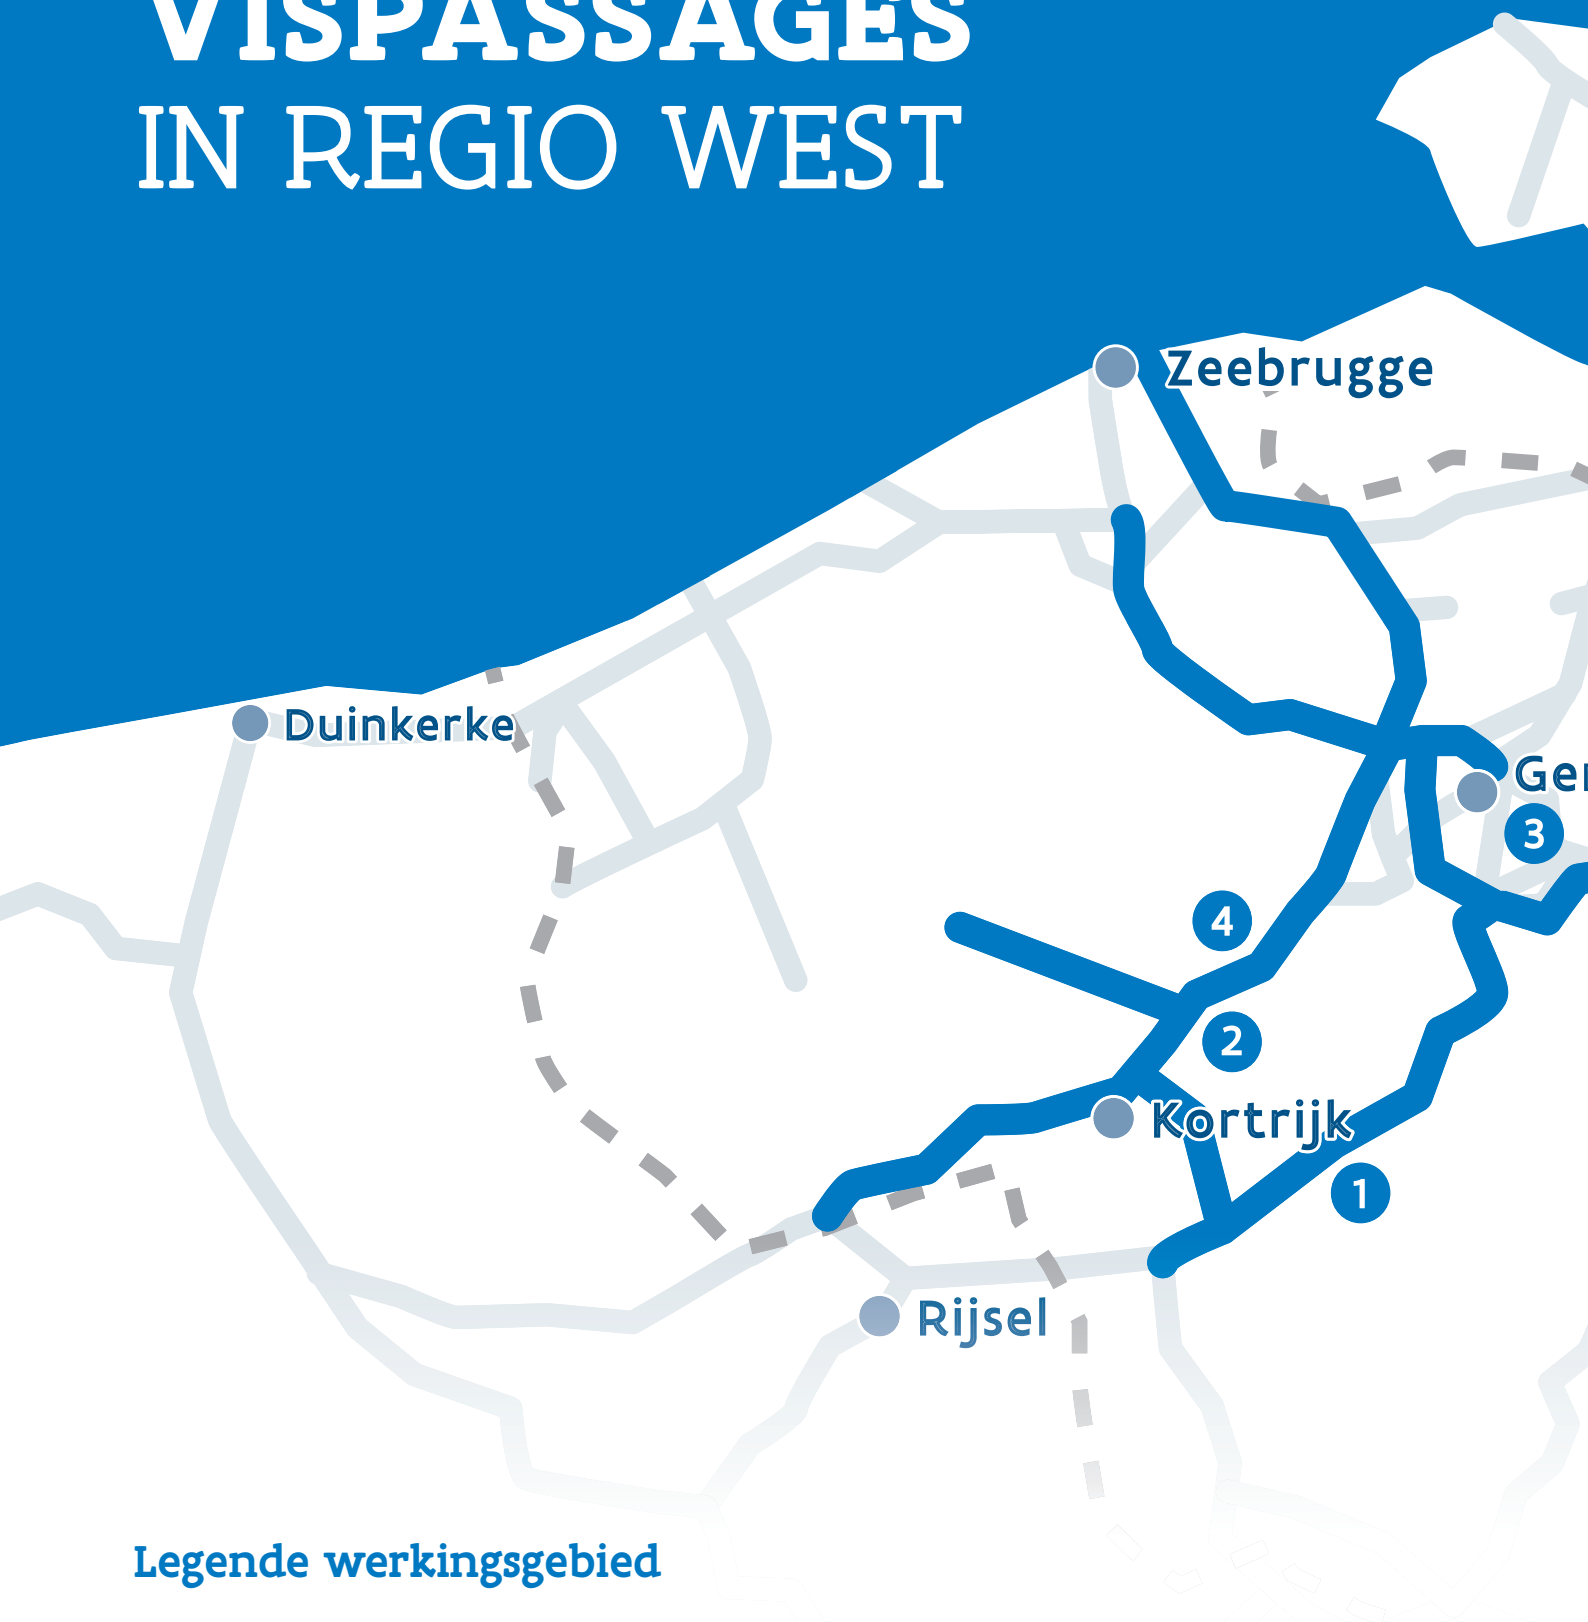 VISPASSAGES
IN REGIO WEST
Zeebrugge
Duinkerke
3
4
2
Kortrijk
1
Rijsel
Legende werkingsgebied